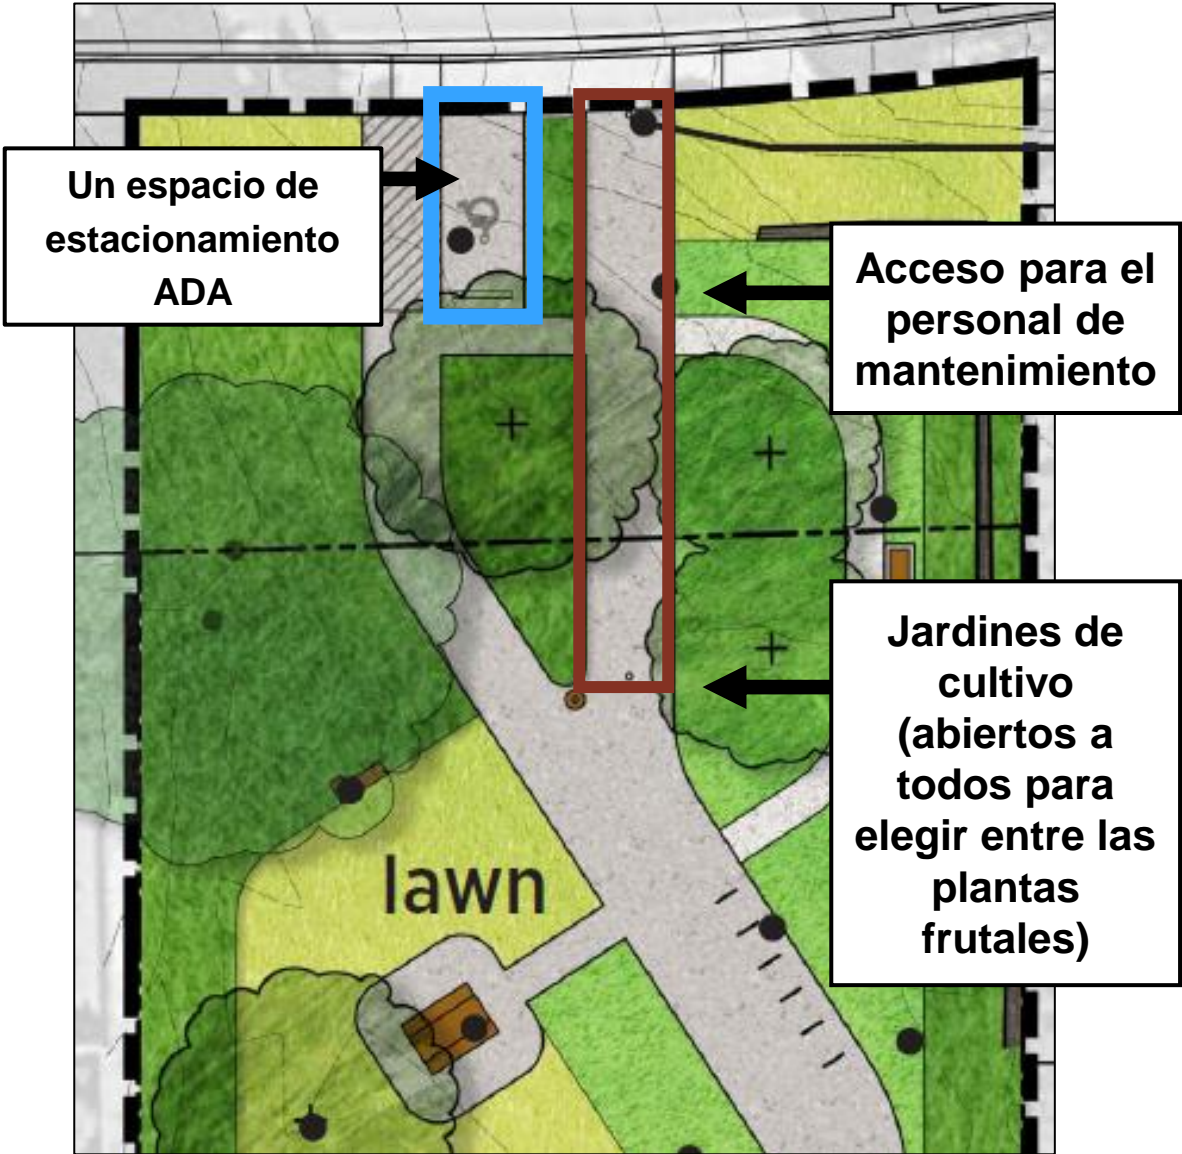 Un espacio de
estacionamiento
ADA
Acceso para el
personal de
mantenimiento
Jardines de
cultivo
(abiertos a
todos para
elegir entre las
plantas
frutales)
lawn